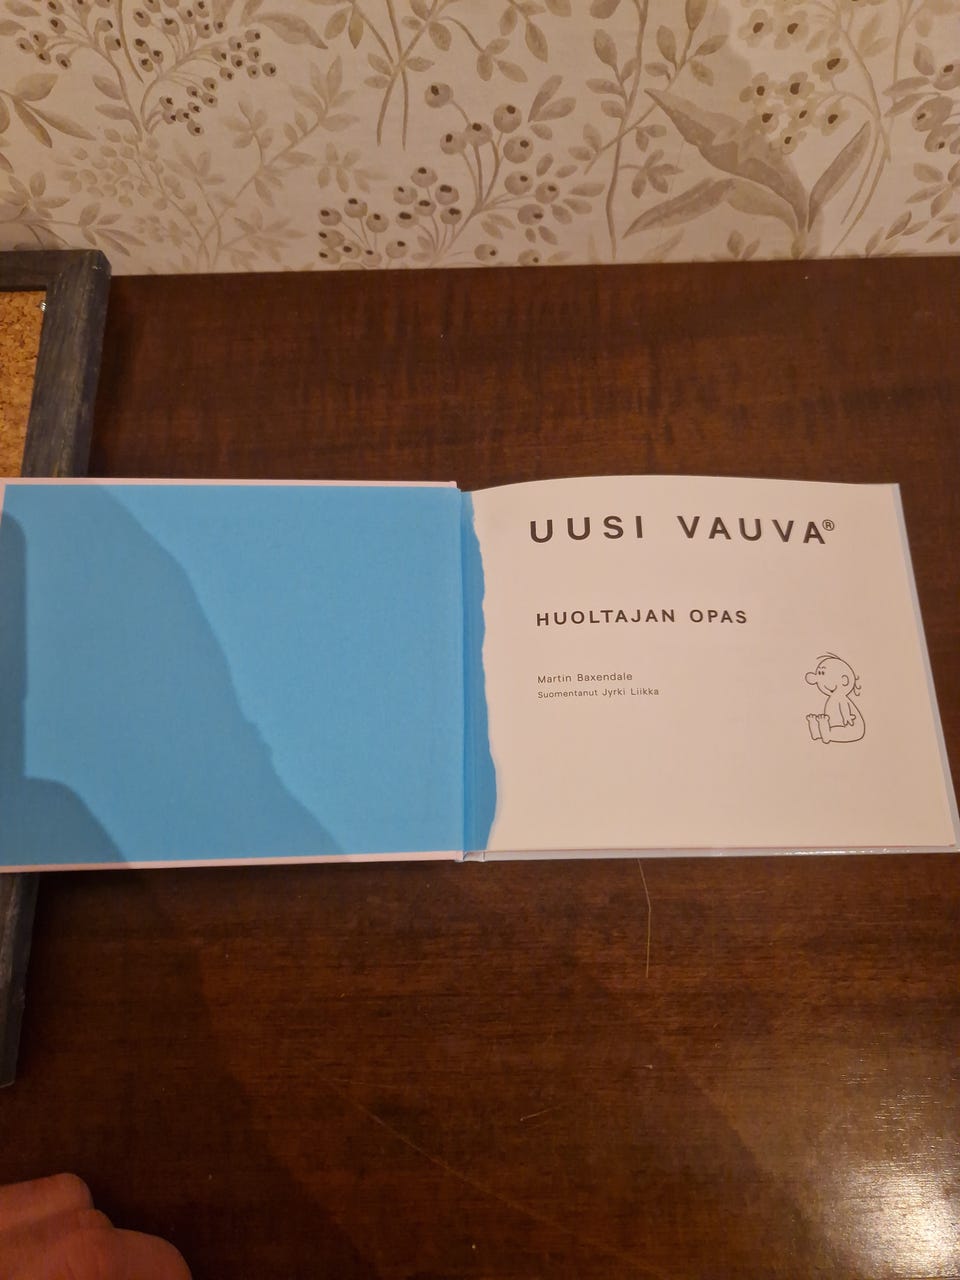 UUSI VAUVA®
HUOLTAJAN OPAS
Martin Baxendale
Suomentanut Jyrki Liikka